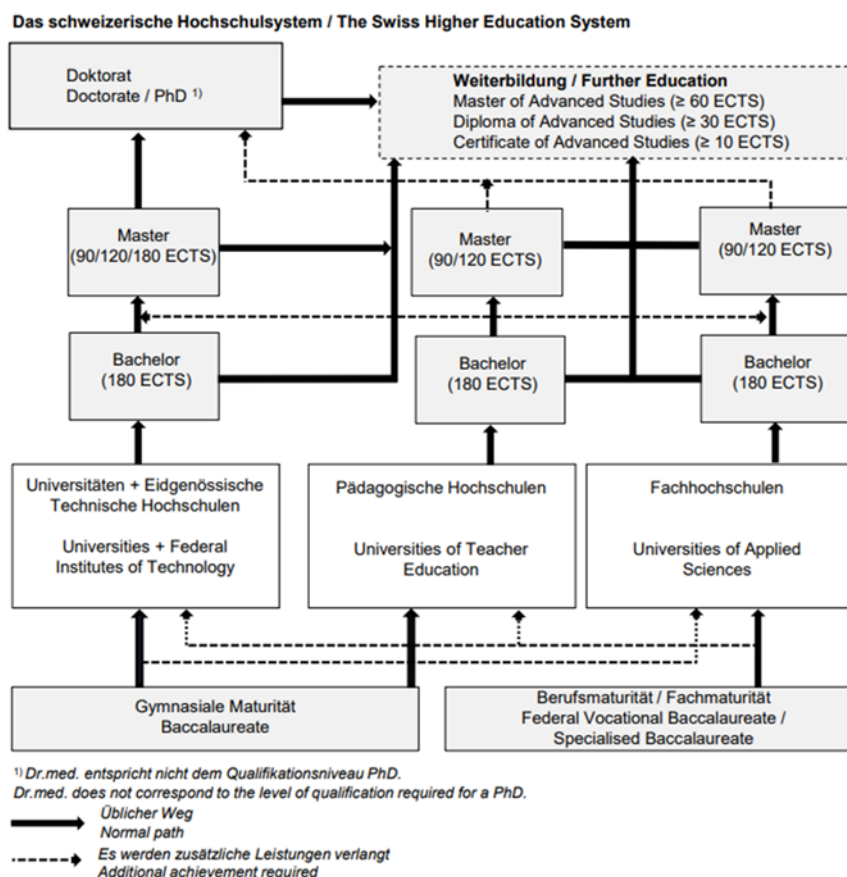 Das schweizerische Hochschulsystem / The Swiss Higher Education System
Doktorat
Doctorate / PhD 1)
Weiterbildung / Further Education
Master of Advanced Studies (≥ 60 ECTS)
Diploma of Advanced Studies (≥ 30 ECTS)
Certificate of Advanced Studies (≥ 10 ECTS)
Master
(90/120/180 ECTS)
Master
(90/120 ECTS)
Master
(90/120 ECTS)
Bachelor
(180 ECTS)
Bachelor
(180 ECTS)
Bachelor
(180 ECTS)
Universitäten + Eidgenössische
Technische Hochschulen
Universities + Federal
Institutes of Technology
Pädagogische Hochschulen
Universities of Teacher
Education
Fachhochschulen
Universities of Applied
Sciences
Gymnasiale Maturität
Baccalaureate
Berufsmaturität / Fachmaturität
Federal Vocational Baccalaureate /
Specialised Baccalaureate
1) Dr.med. entspricht nicht dem Qualifikationsniveau PhD.
Dr.med. does not correspond to the level of qualification required for a PhD.
Üblicher Weg
Normal path
Es werden zusätzliche Leistungen verlangt
Additional achievement required